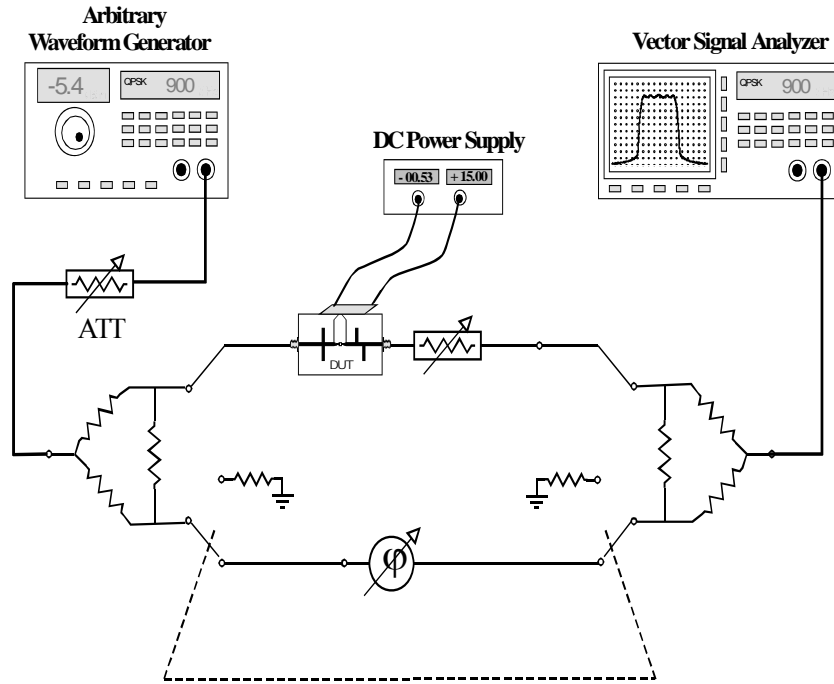 Arbitrary
Waveform Generator
-5.4
QPSK
900
Vector Signal Analyzer
QPSK
900
DC Power Supply
- 00.53
+ 15.00
ATT
DUT
φ